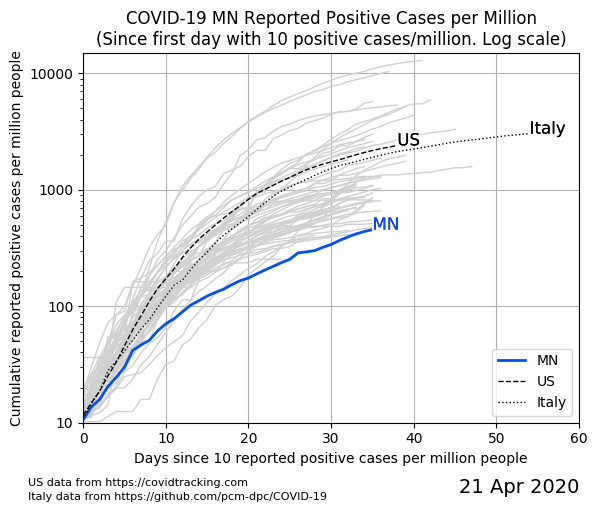 COVID-19 MN Reported Positive Cases per Million
(Since first day with 10 positive cases/million. Log scale)
Cumulative reported positive cases per million people
10000
1000
100
10
US
Italy
MN
MN
US
Italy
0 10 20 30 40 50 60
Days since 10 reported positive cases per million people
US data from https://covidtracking.com
Italy data from https://github.com/pcm-dpc/COVID-19
21 Apr 2020